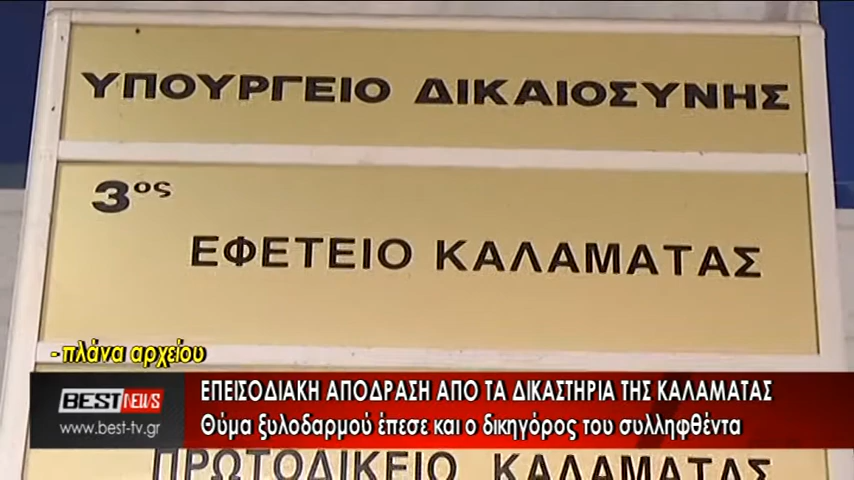 ΥΠΟΥΡΓΕΙΟ ΔΙΚΑΙΟΣΥΝΗΣ
3ος
ΕΦΕΤΕΙΟ ΚΑΛΑΜΑΤΑΣ
- πλάνα αρχείου
BEST NEWS
www.best-tv.gr
ΕΠΕΙΣΟΔΙΑΚΗ ΑΠΟΔΡΑΣΗ ΑΠΟ ΤΑ ΔΙΚΑΣΤΗΡΙΑ ΤΗΣ ΚΑΛΑΜΑΤΑΣ
Θύμα ξυλοδαρμού έπεσε και ο δικηγόρος του συλληφθέντα
ΠΡΩΤΟΔΙΚΕΙΟ ΚΑΛΑΜΑΤΑΣ